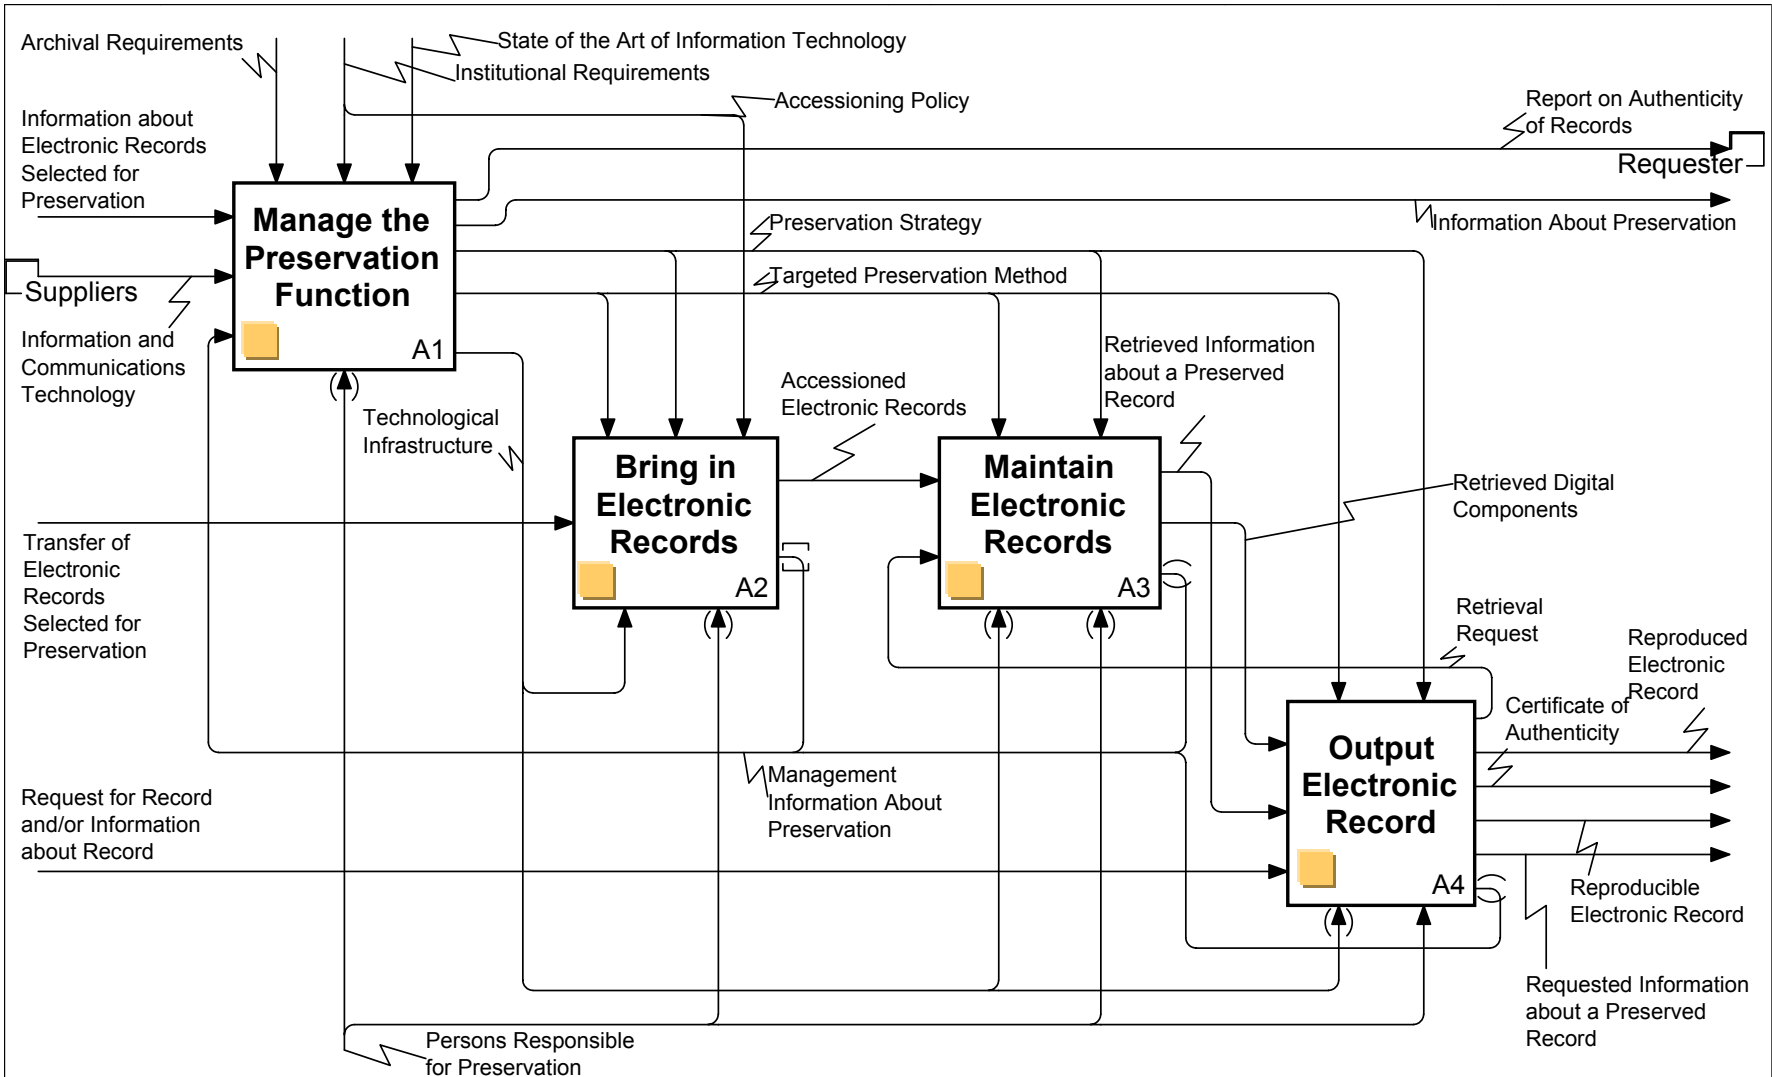 Archival Requirements
State of the Art of Information Technology
Institutional Requirements
Accessioning Policy
Report on Authenticity
of Records
Requester
Information about
Electronic Records
Selected for
Preservation
Information About Preservation
Manage the
Preservation
Function
A1
Preservation Strategy
Targeted Preservation Method
Suppliers
Information and
Communications
Technology
Technological
Infrastructure
Accessioned
Electronic Records
Retrieved Information
about a Preserved
Record
Bring in
Electronic
Records
A2
Maintain
Electronic
Records
A3
Retrieved Digital
Components
Transfer of
Electronic
Records
Selected for
Preservation
Retrieval
Request
Reproduced
Electronic
Record
Certificate of
Authenticity
Output
Electronic
Record
A4
Management
Information About
Preservation
Request for Record
and/or Information
about Record
Reproducible
Electronic Record
Requested Information
about a Preserved
Record
Persons Responsible
for Preservation